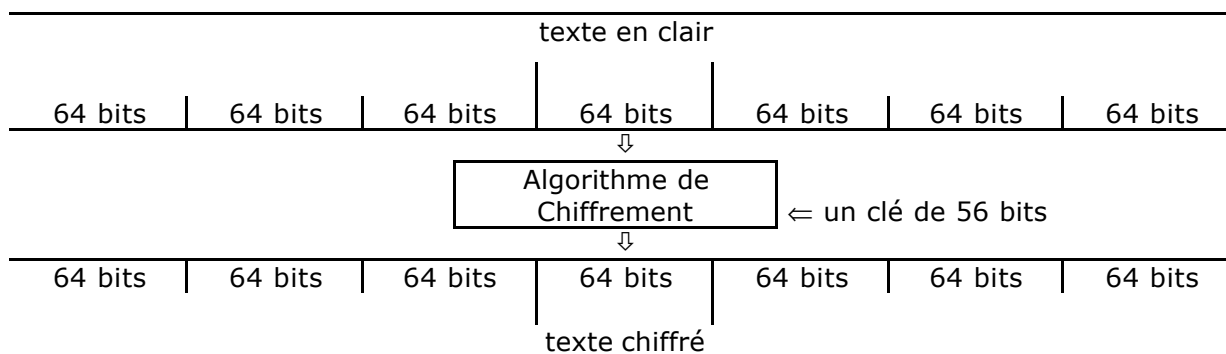 texte en clair
64 bits 64 bits 64 bits 64 bits 64 bits 64 bits 64 bits
⇩
Algorithme de
Chiffrement
⇐ un clé de 56 bits
⇩
64 bits 64 bits 64 bits 64 bits 64 bits 64 bits 64 bits
texte chiffré